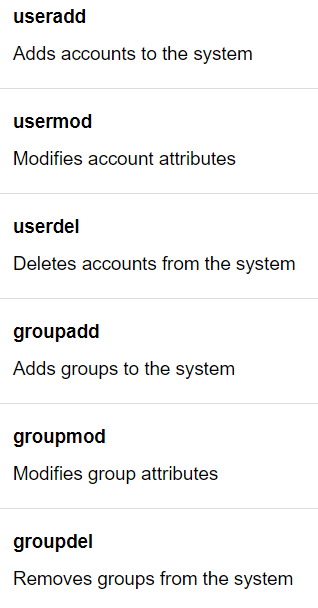 useradd
Adds accounts to the system
usermod
Modifies account attributes
userdel
Deletes accounts from the system
groupadd
Adds groups to the system
groupmod
Modifies group attributes
groupdel
Removes groups from the system